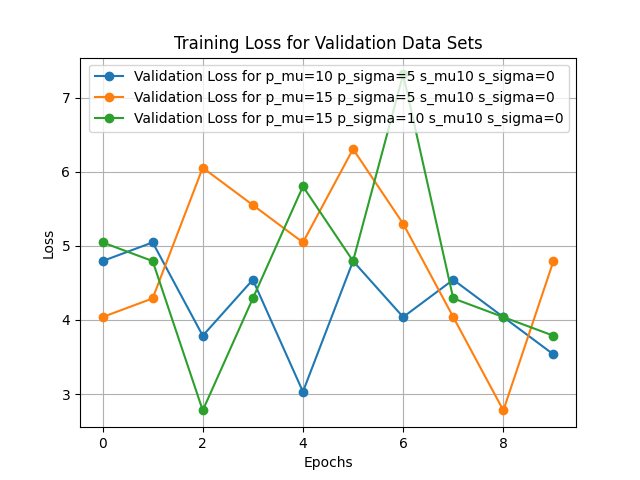 Training Loss for Validation Data Sets
Validation Loss for p_mu=10 p_sigma=5 s_mu10 s_sigma=0
Validation Loss for p_mu=15 p_sigma=5 s_mu10 s_sigma=0
Validation Loss for p_mu=15 p_sigma=10 s_mu10 s_sigma=0
7
6
5
4
3
Loss
0 2 4 6 8
Epochs